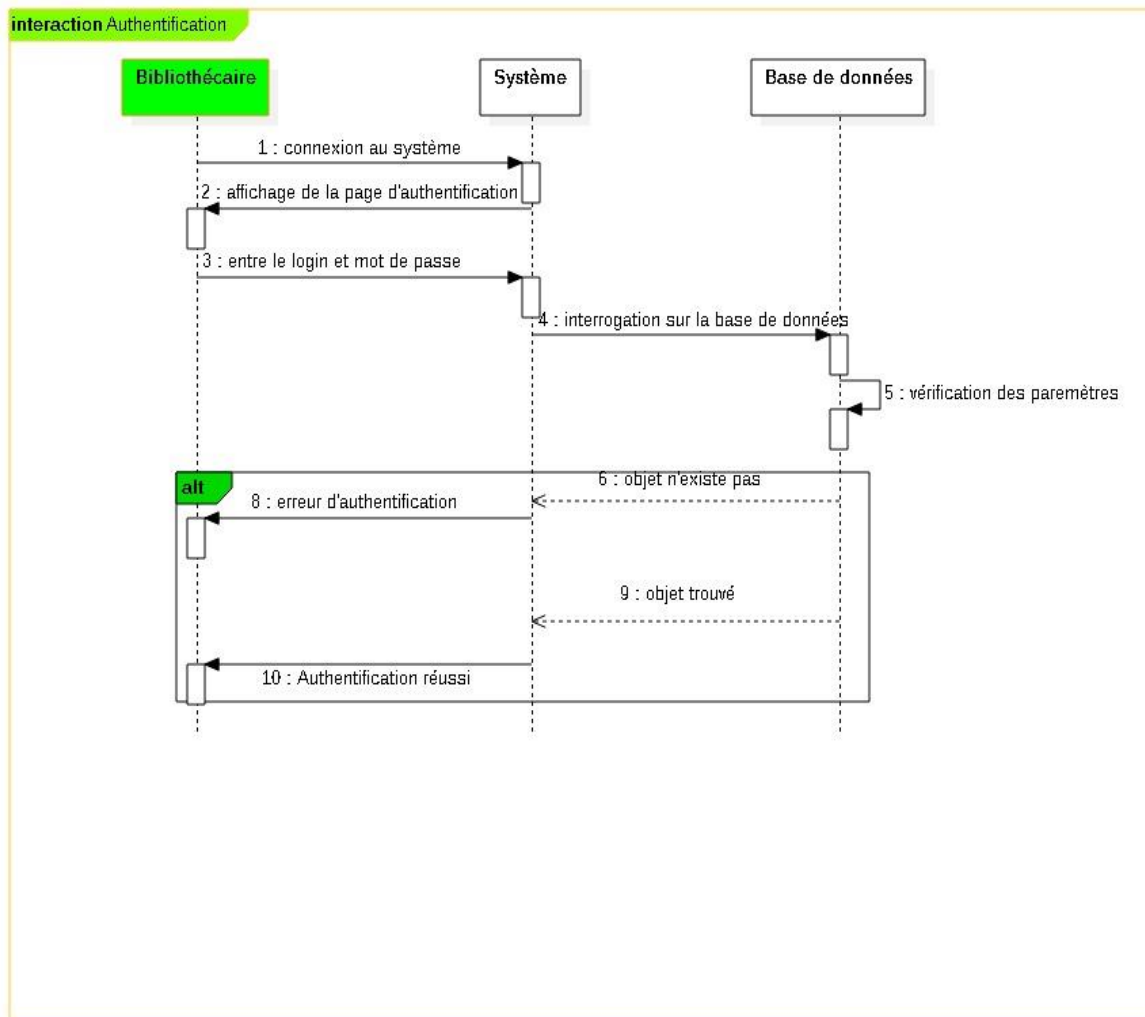 interaction Authentification
Bibliothécaire
Système
Base de données
1 : connexion au système
2 : affichage de la page d'authentification
3 : entre le login et mot de passe
4 : interrogation sur la base de données
5 : vérification des paremètres
alt
6 : objet n'existe pas
8 : erreur d'authentification
9 : objet trouvé
10 : Authentification réussi